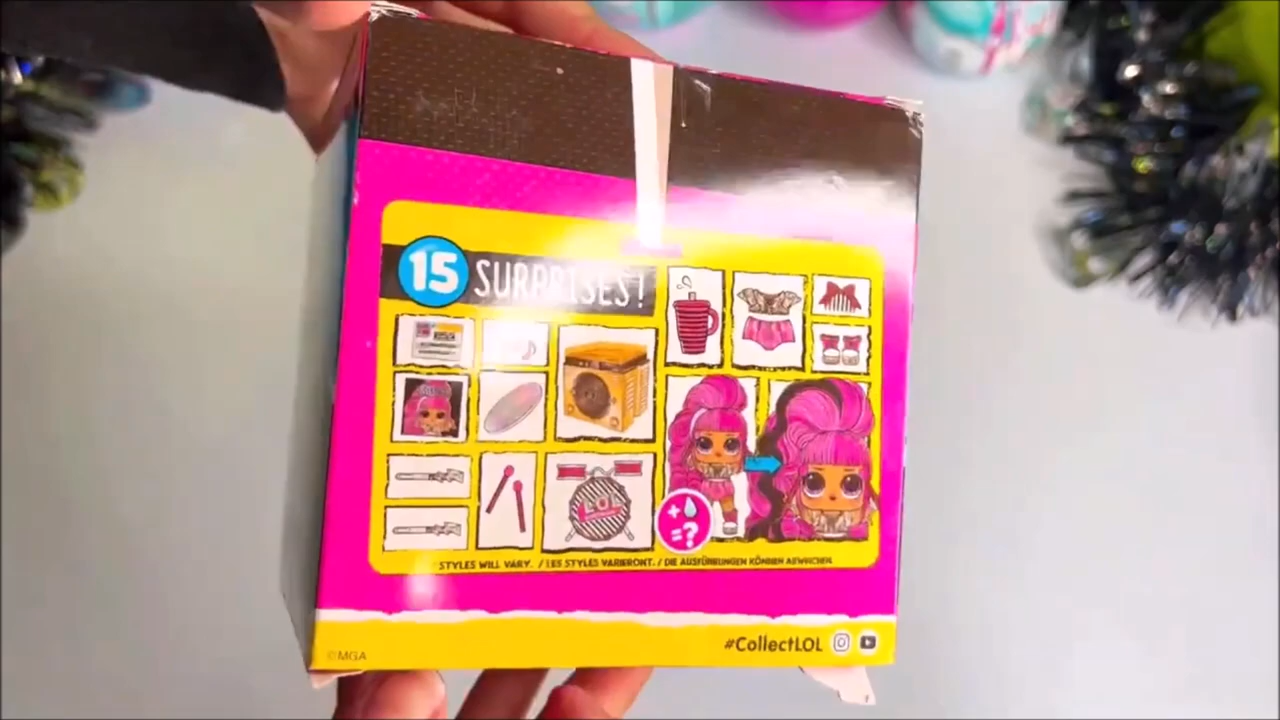 15 SURPRISES!
L.O.L
+ = ?
STYLES WILL VARY. / LES STYLES VARIERONT. / DIE AUSFÜHRUNGEN KÖNNEN ABWEICHEN.
#CollectLOL
©MGA